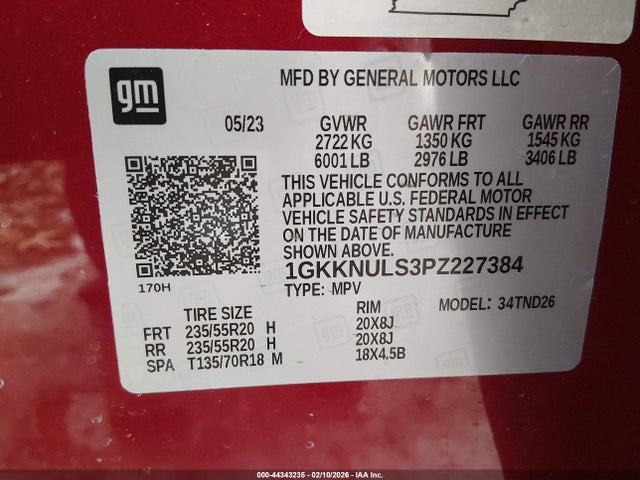 gm
MFD BY GENERAL MOTORS LLC
05/23 GVWR GAWR FRT GAWR RR
2722 KG 1350 KG 1545 KG
6001 LB 2976 LB 3406 LB
THIS VEHICLE CONFORMS TO ALL
APPLICABLE U.S. FEDERAL MOTOR
VEHICLE SAFETY STANDARDS IN EFFECT
ON THE DATE OF MANUFACTURE
SHOWN ABOVE.
1GKKNULS3PZ227384
170H
TYPE: MPV MODEL: 34TND26
TIRE SIZE RIM
FRT 235/55R20 H 20X8J
RR 235/55R20 H 20X8J
SPA T135/70R18 M 18X4.5B
000-44343235 - 02/10/2026 - IAA Inc.